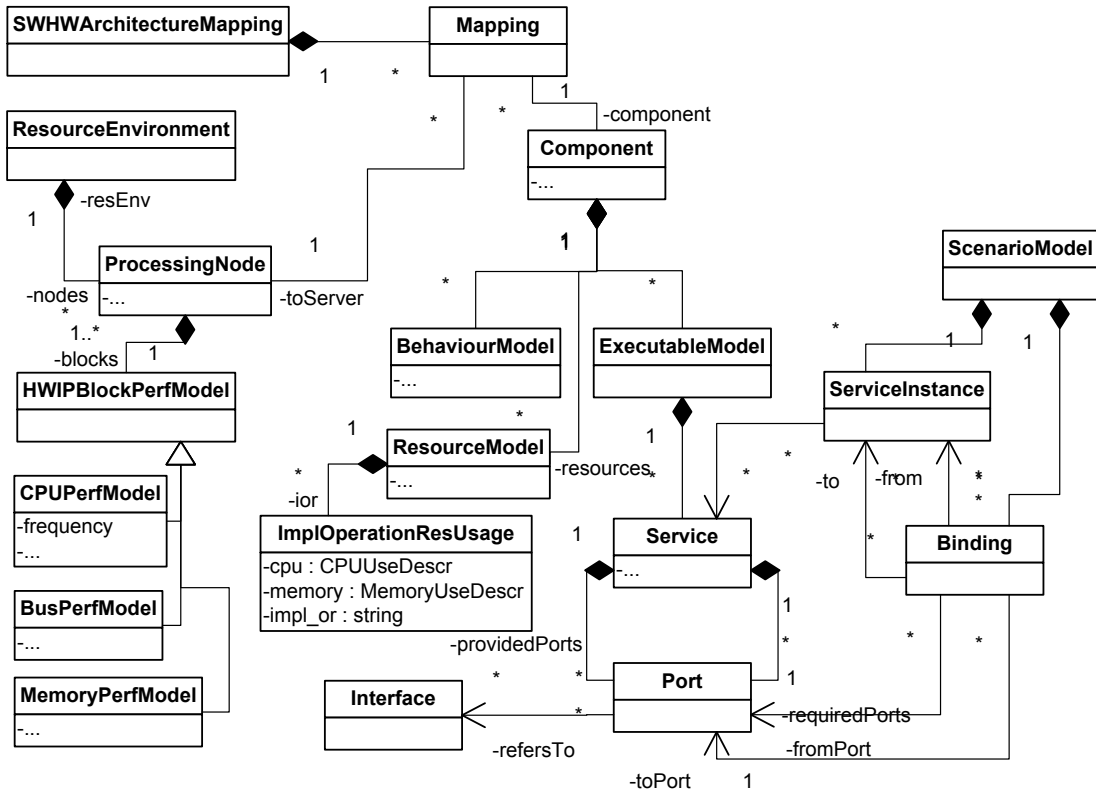 SWHWArchitectureMapping
Mapping
1
*
1
*
*
-component
ResourceEnvironment
Component
-...
-resEnv
1
1
1
1
ScenarioModel
ProcessingNode
-...
-nodes
-toServer
*
*
*
1..*
1
-blocks
*
1
1
BehaviourModel
-...
ExecutableModel
HWIPBlockPerfModel
ServiceInstance
*
1
1
ResourceModel
-...
-resources
*
*
*
*
-to
-from
*
*
*
CPUPerfModel
-frequency
-...
*
-ior
ImplOperationResUsage
-cpu : CPUUseDescr
-memory : MemoryUseDescr
-impl_or : string
1
Service
-...
*
Binding
BusPerfModel
-...
1
*
*
*
-providedPorts
MemoryPerfModel
-...
Interface
*
*
Port
1
*
-requiredPorts
-refersTo
-fromPort
-toPort
1